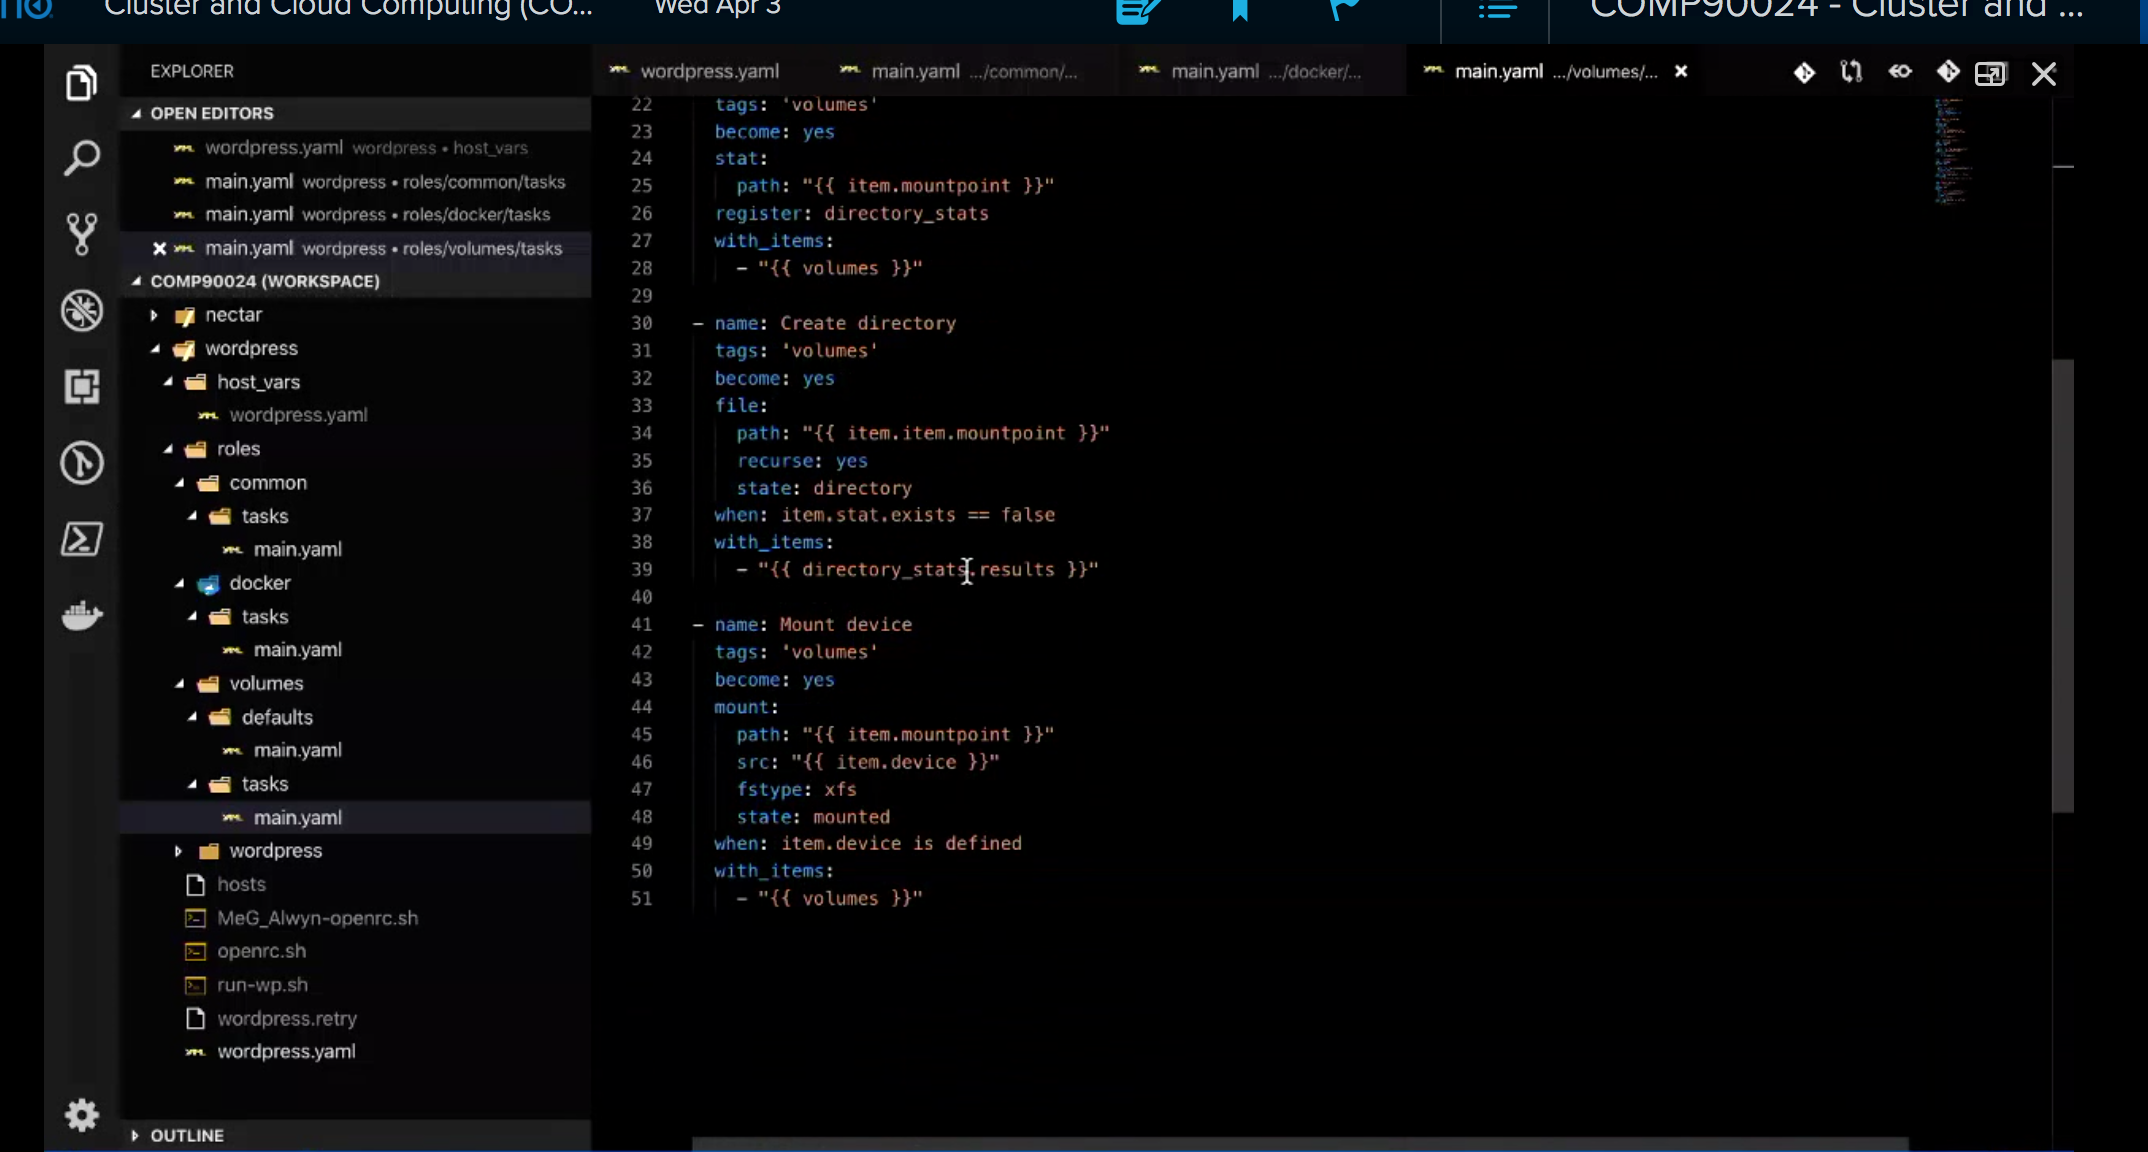 Cluster and Cloud Computing (CO...
Wed Apr 3
COMP90024 - Cluster and ...
EXPLORER
OPEN EDITORS
wordpress.yaml wordpress • host_vars
main.yaml wordpress • roles/common/tasks
main.yaml wordpress • roles/docker/tasks
main.yaml wordpress • roles/volumes/tasks
COMP90024 (WORKSPACE)
nectar
wordpress
host_vars
wordpress.yaml
roles
common
tasks
main.yaml
docker
tasks
main.yaml
volumes
defaults
main.yaml
tasks
main.yaml
wordpress
hosts
MeG_Alwyn-openrc.sh
openrc.sh
run-wp.sh
wordpress.retry
wordpress.yaml
OUTLINE
wordpress.yaml
main.yaml .../common/...
main.yaml .../docker/...
main.yaml .../volumes/...
22 tags: 'volumes'
23 become: yes
24 stat:
25 path: "{{ item.mountpoint }}"
26 register: directory_stats
27 with_items:
28 - "{{ volumes }}"
29
30 - name: Create directory
31 tags: 'volumes'
32 become: yes
33 file:
34 path: "{{ item.item.mountpoint }}"
35 recurse: yes
36 state: directory
37 when: item.stat.exists == false
38 with_items:
39 - "{{ directory_stats.results }}"
40
41 - name: Mount device
42 tags: 'volumes'
43 become: yes
44 mount:
45 path: "{{ item.mountpoint }}"
46 src: "{{ item.device }}"
47 fstype: xfs
48 state: mounted
49 when: item.device is defined
50 with_items:
51 - "{{ volumes }}"